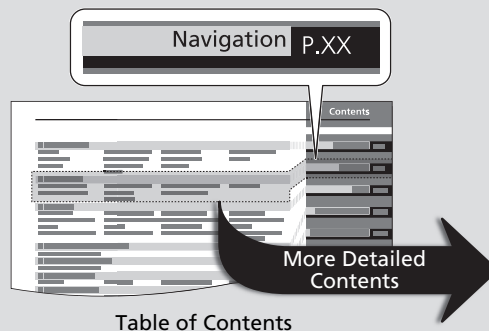 Navigation P.XX
Contents
More Detailed
Contents
Table of Contents